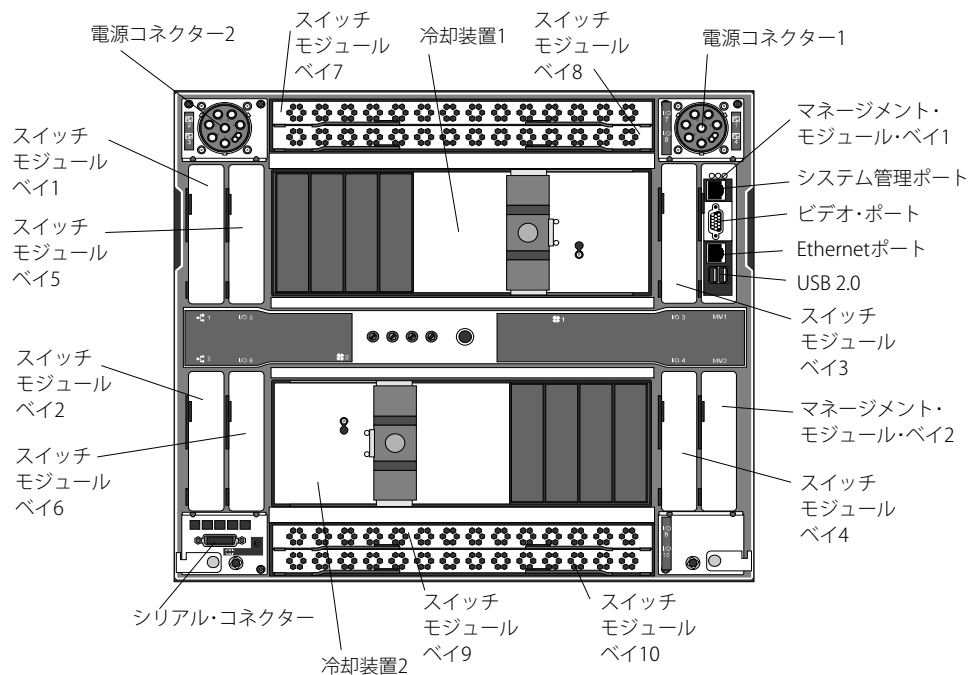 電源コネクター2
スイッチ
モジュール
ベイ7
冷却装置1
スイッチ
モジュール
ベイ8
電源コネクター1
スイッチ
モジュール
ベイ1
スイッチ
モジュール
ベイ5
マネージメント・
モジュール・ベイ1
システム管理ポート
ビデオ・ポート
Ethernetポート
USB 2.0
スイッチ
モジュール
ベイ3
I/O 7
I/O 8
1
I/O 5
1
I/O 3
MM1
2
I/O 6
2
I/O 4
MM2
スイッチ
モジュール
ベイ2
スイッチ
モジュール
ベイ6
マネージメント・
モジュール・ベイ2
スイッチ
モジュール
ベイ4
I/O 9
I/O 10
シリアル・コネクター
冷却装置2
スイッチ
モジュール
ベイ9
スイッチ
モジュール
ベイ10